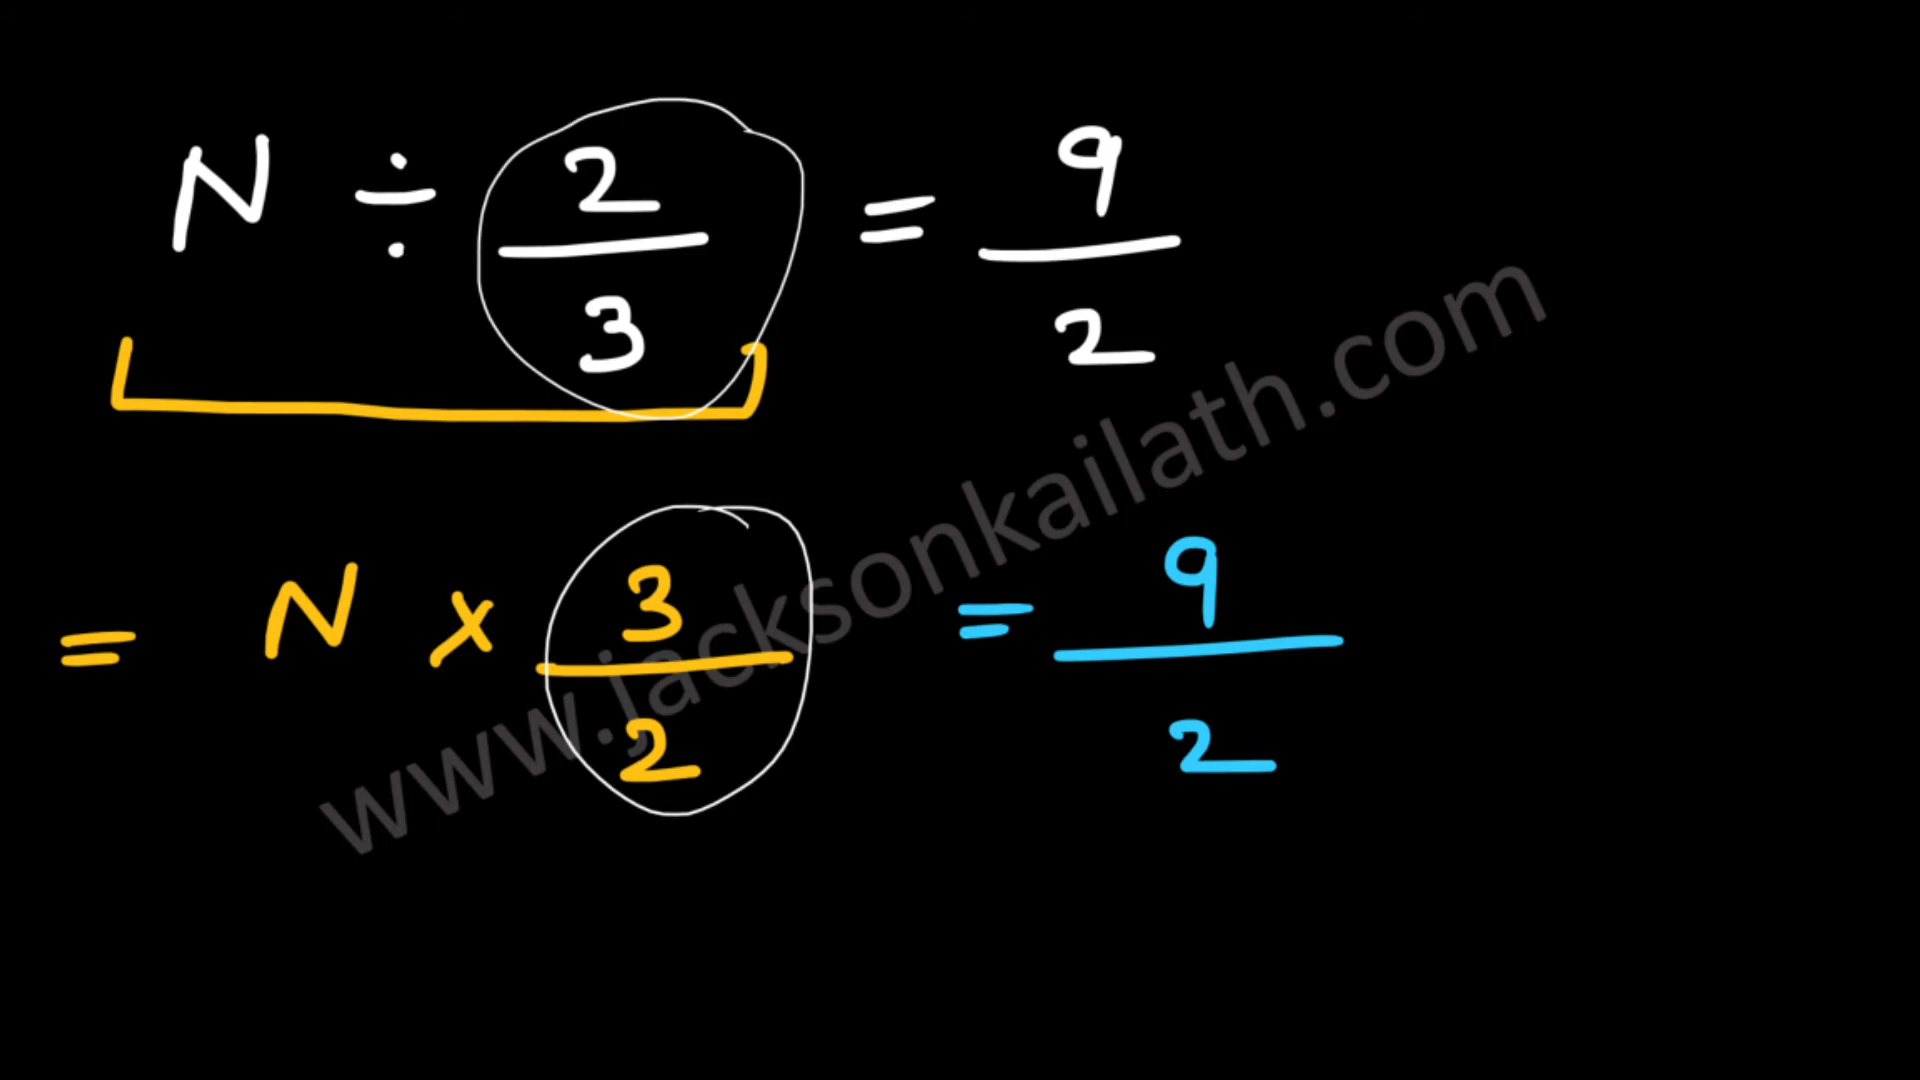 N ÷ 2/3 = 9/2
= N × 3/2 = 9/2
www.jacksonkailath.com